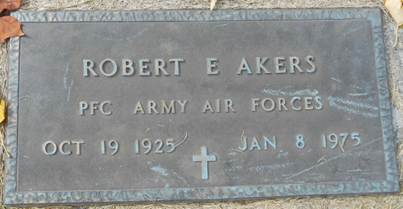 ROBERT E AKERS
PFC ARMY AIR FORCES
OCT 19 1925 JAN 8 1975